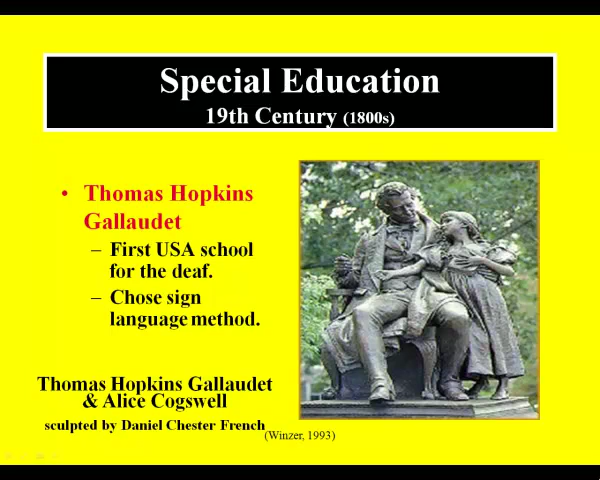 Special Education
19th Century (1800s)
• Thomas Hopkins
Gallaudet
– First USA school
for the deaf.
– Chose sign
language method.
Thomas Hopkins Gallaudet
& Alice Cogswell
sculpted by Daniel Chester French
(Winzer, 1993)